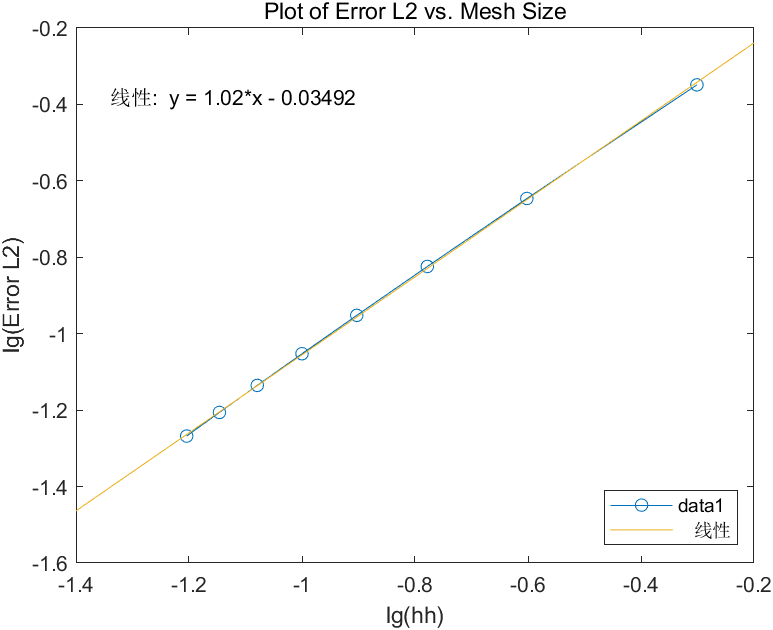 Plot of Error L2 vs. Mesh Size
线性: y = 1.02*x - 0.03492
-0.2
-0.4
-0.6
-0.8
-1
-1.2
-1.4
-1.6
lg(Error L2)
data1
线性
-1.4 -1.2 -1 -0.8 -0.6 -0.4 -0.2
lg(hh)